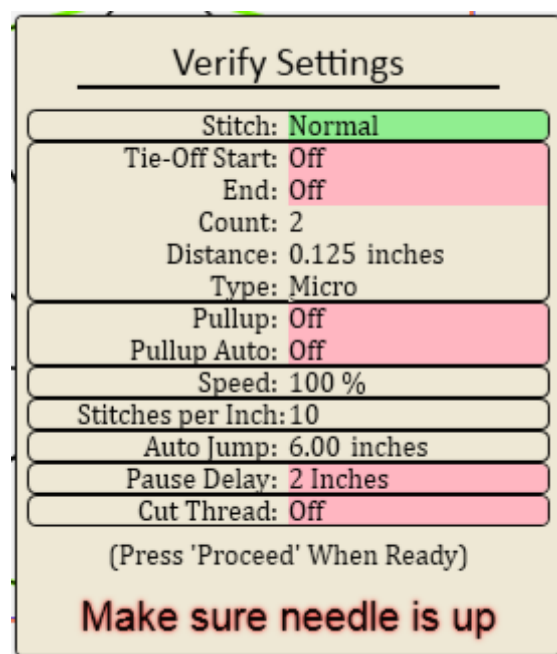 Verify Settings
Stitch: Normal
Tie-Off Start: Off
End: Off
Count: 2
Distance: 0.125 inches
Type: Micro
Pullup: Off
Pullup Auto: Off
Speed: 100 %
Stitches per Inch: 10
Auto Jump: 6.00 inches
Pause Delay: 2 Inches
Cut Thread: Off
(Press 'Proceed' When Ready)
Make sure needle is up